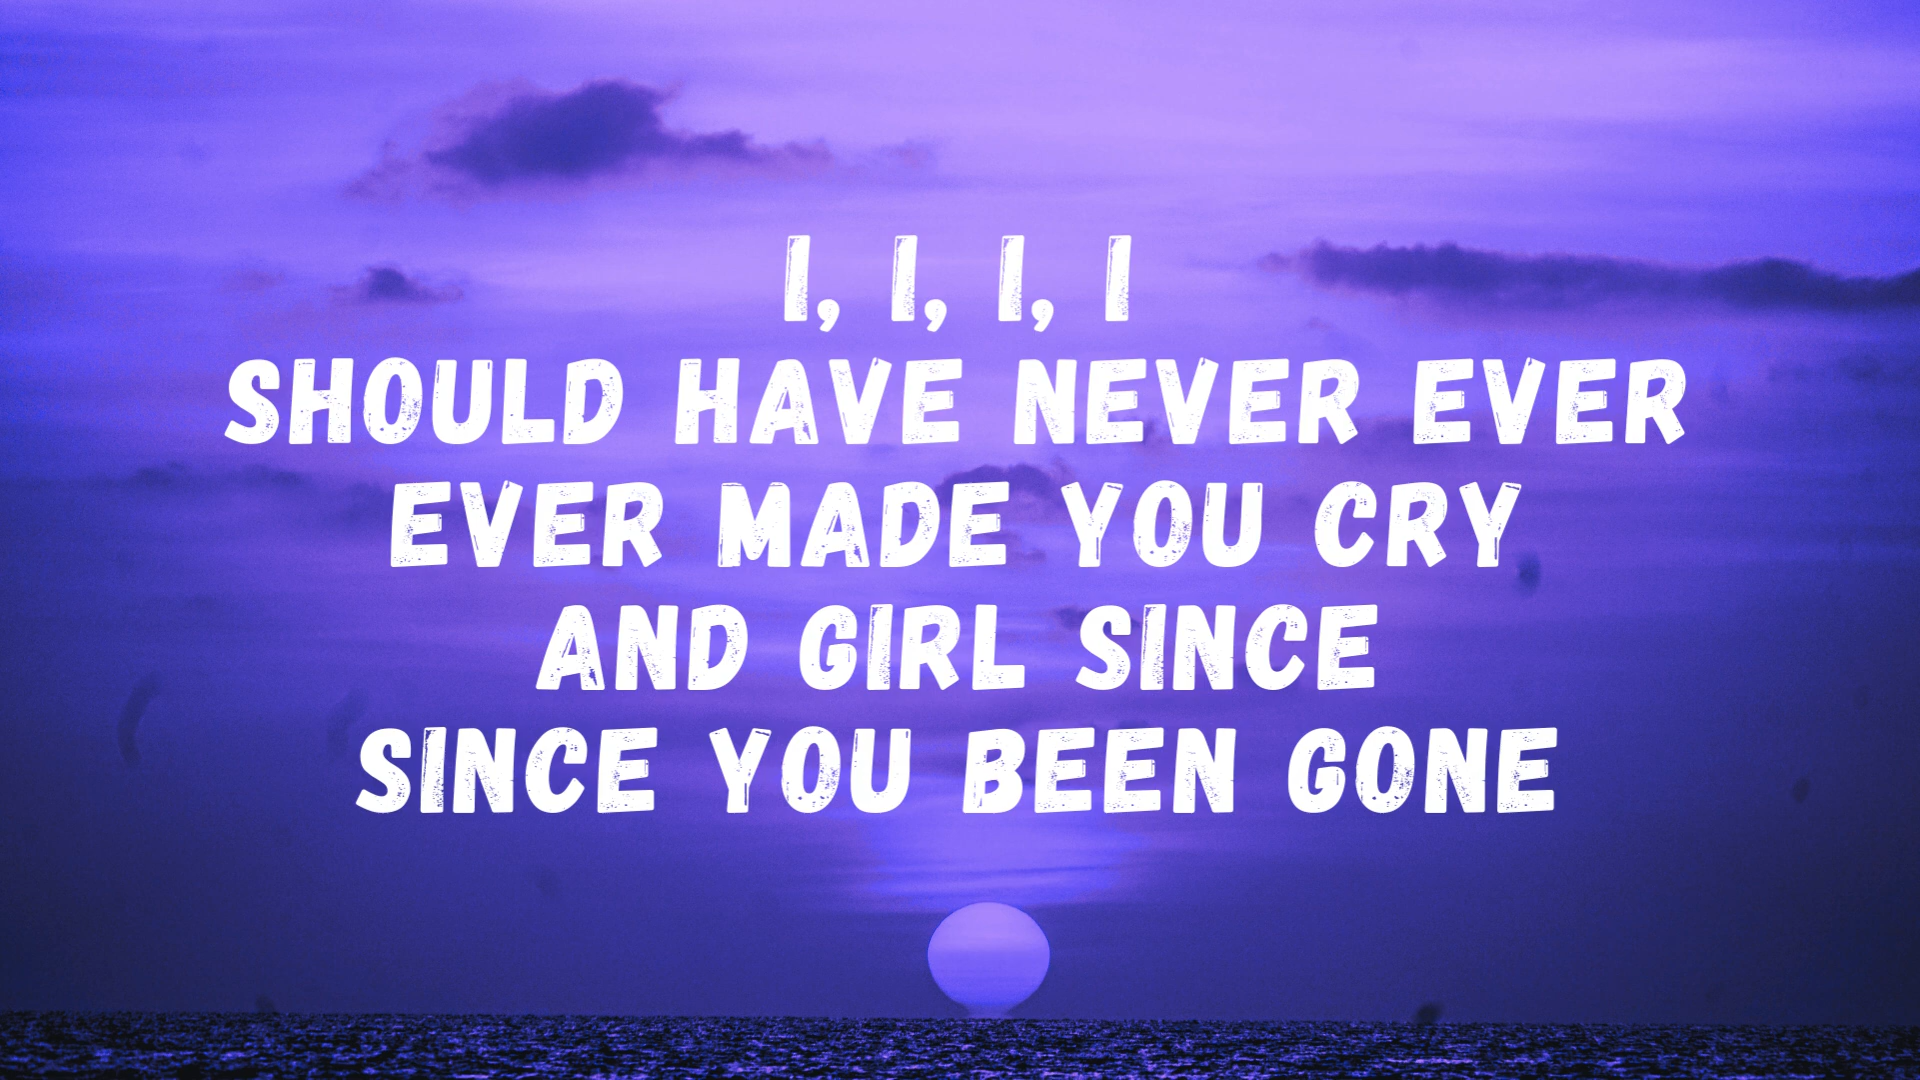 I, I, I, I
SHOULD HAVE NEVER EVER
EVER MADE YOU CRY
AND GIRL SINCE
SINCE YOU BEEN GONE